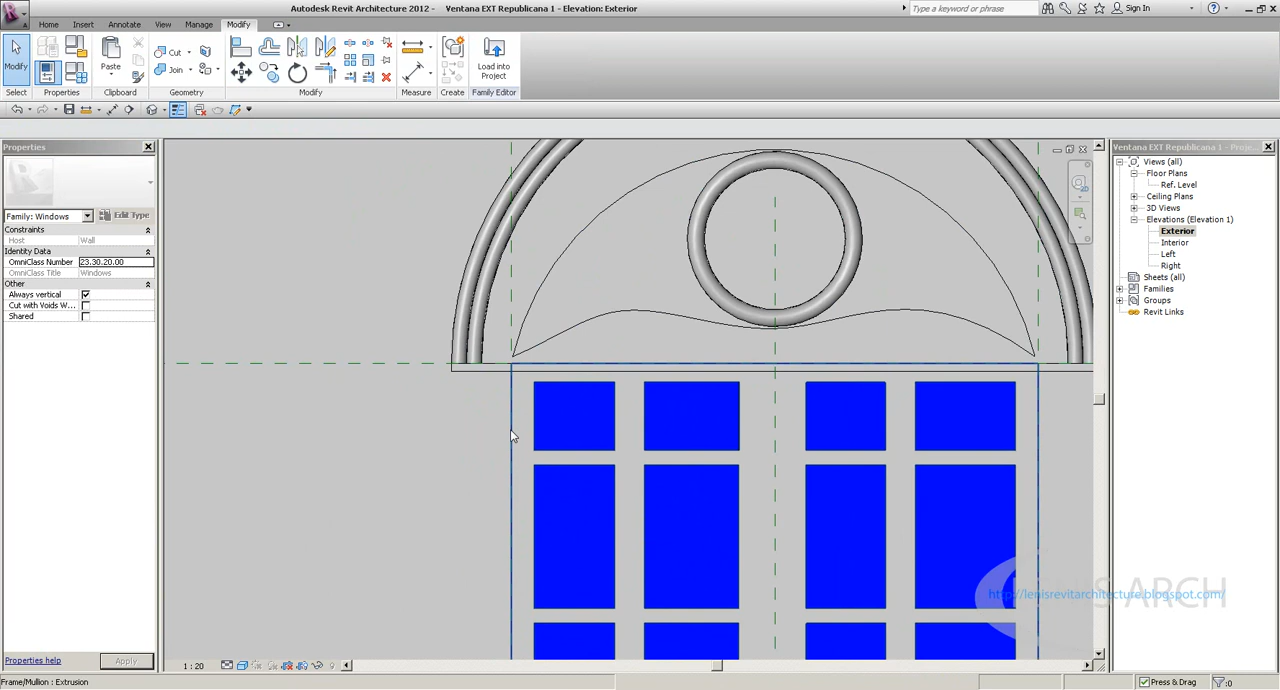 Autodesk Revit Architecture 2012 - Ventana EXT Republicana 1 - Elevation: Exterior
Type a keyword or phrase
Sign In
Home Insert Annotate View Manage Modify
Modify
Paste
Cut
Join
Load into
Project
Select Properties Clipboard Geometry Modify Measure Create Family Editor
Properties
Family: Windows
Edit Type
Constraints
Host Wall
Identity Data
OmniClass Number 23.30.20.00
OmniClass Title Windows
Other
Always vertical
Cut with Voids W...
Shared
Properties help
Apply
Ventana EXT Republicana 1 - Proje...
Views (all)
Floor Plans
Ref. Level
Ceiling Plans
3D Views
Elevations (Elevation 1)
Exterior
Interior
Left
Right
Sheets (all)
Families
Groups
Revit Links
LENIS ARCH
http://lenisrevitarchitecture.blogspot.com/
1 : 20
Frame/Mullion : Extrusion
Press & Drag
:0